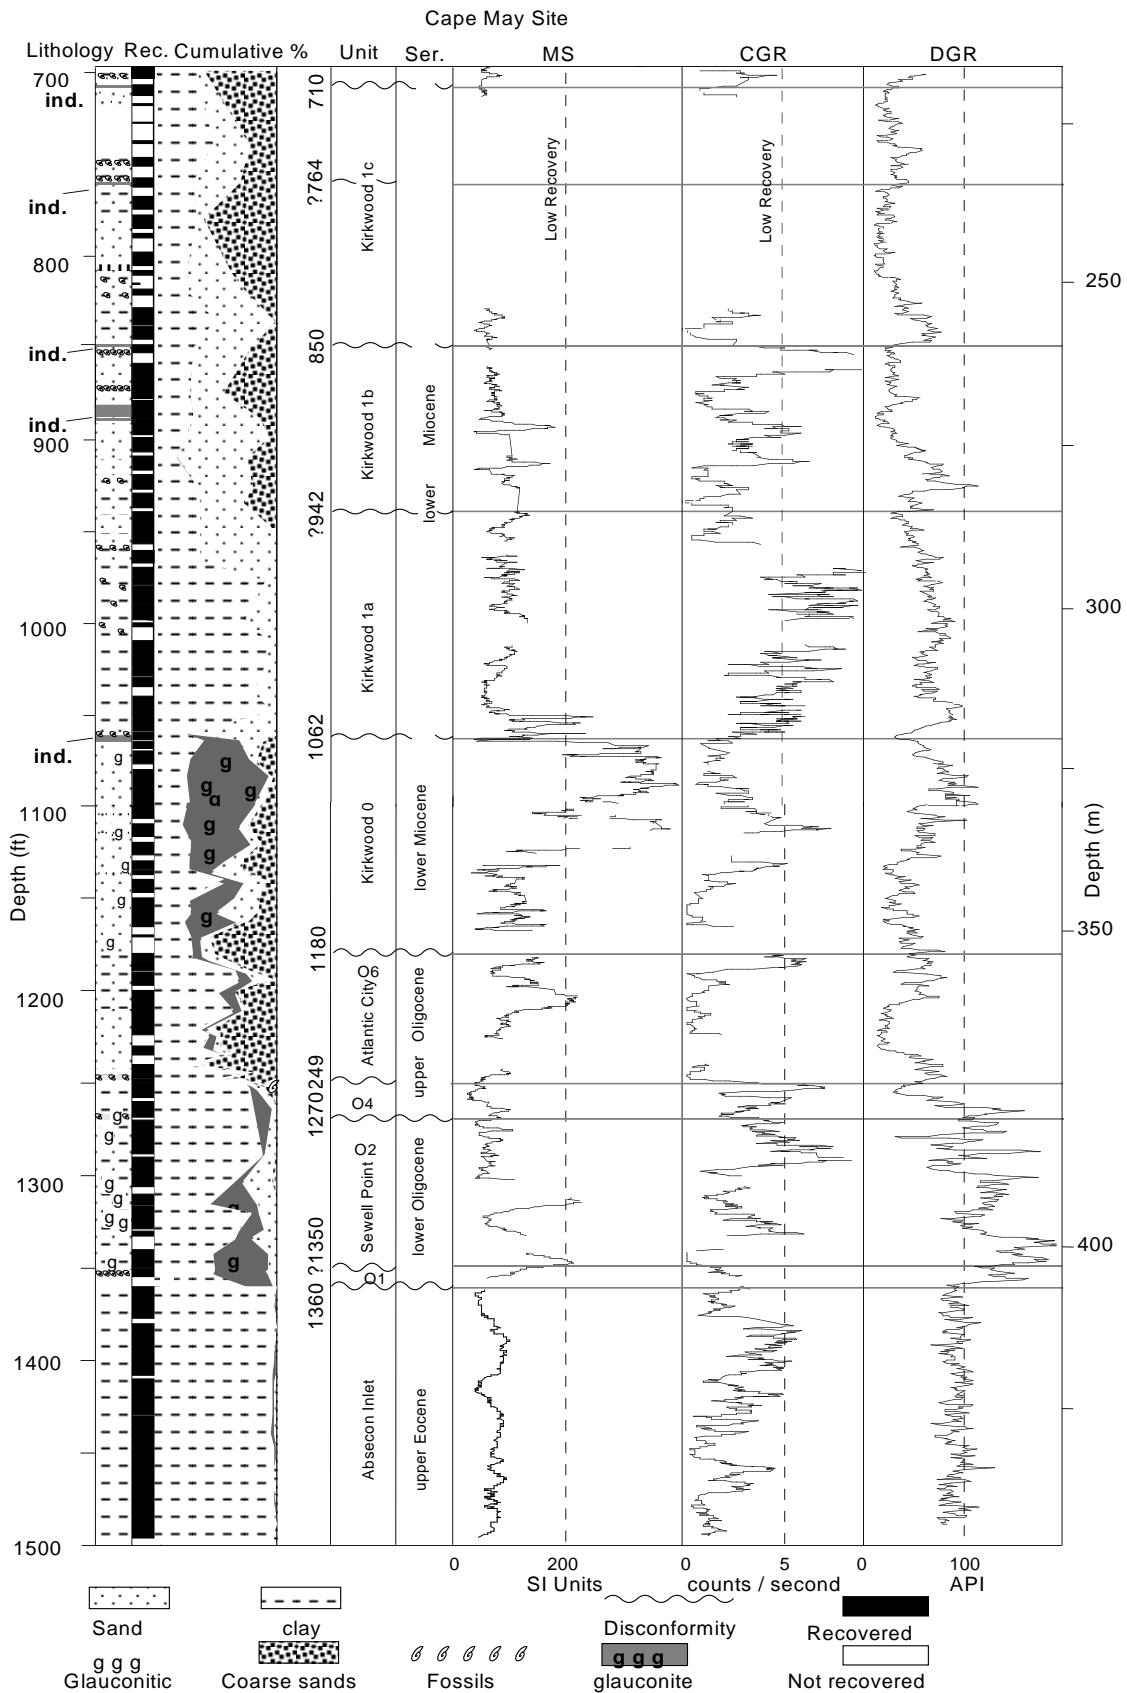 Cape May Site
Lithology Rec. Cumulative % Unit Ser. MS CGR DGR
700
ind.
710
Low Recovery
Low Recovery
?764
Kirkwood 1c
ind.
800
250
850
ind.
Kirkwood 1b
Miocene
ind.
900
lower
?942
300
1000
Kirkwood 1a
1062
ind.
g
g
g
g
g
1100
g
g
g
g
Kirkwood 0
lower Miocene
Depth (ft)
Depth (m)
g
g
g
g
1180
350
O6
1200
Atlantic City
upper Oligocene
1270249
O4
g
g
O2
g
1300
g
g
g
g
Sewell Point
lower Oligocene
g
g
?1350
400
O1
1360
1400
Absecon Inlet
upper Eocene
1500
0 200 0 5 0 100
SI Units counts / second API
Sand clay Disconformity Recovered
g g g g g g
Glauconitic Coarse sands Fossils glauconite Not recovered